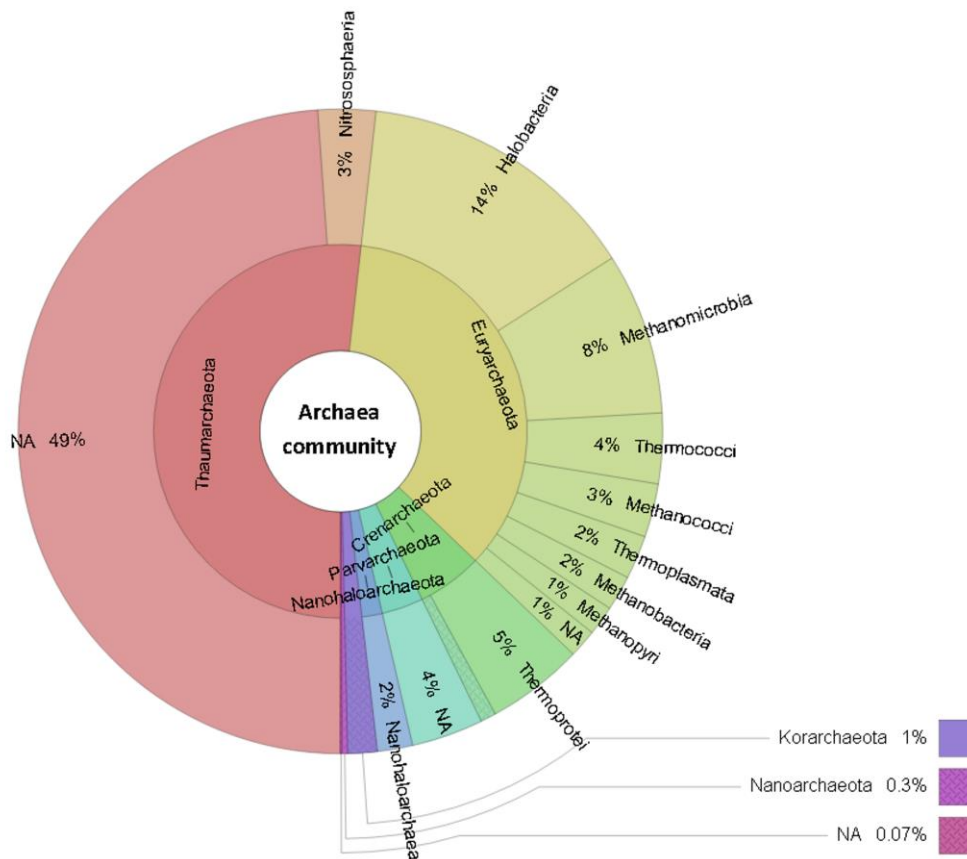 Archaea
community
Thaumarchaeota
Euryarchaeota
Crenarchaeota
Parvarchaeota
Nanohaloarchaeota
NA 49%
3% Nitrososphaeria
14% Halobacteria
8% Methanomicrobia
4% Thermococci
3% Methanococci
2% Thermoplasmata
2% Methanobacteria
1% Methanopyri
1% NA
5% Thermoprotei
4% NA
2% Nanohaloarchaea
Korarchaeota 1%
Nanoarchaeota 0.3%
NA 0.07%